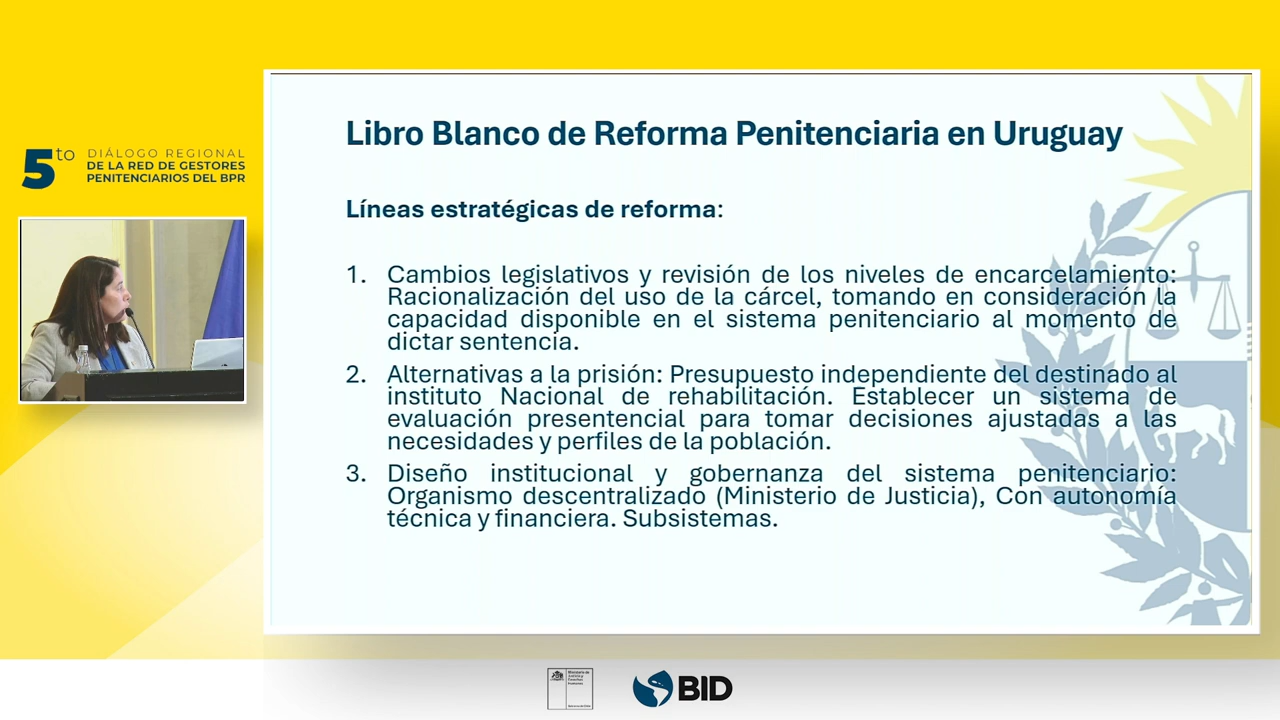 5to
DIÁLOGO REGIONAL
DE LA RED DE GESTORES
PENITENCIARIOS DEL BPR
Libro Blanco de Reforma Penitenciaria en Uruguay
Líneas estratégicas de reforma:
1. Cambios legislativos y revisión de los niveles de encarcelamiento:
Racionalización del uso de la cárcel, tomando en consideración la
capacidad disponible en el sistema penitenciario al momento de
dictar sentencia.
2. Alternativas a la prisión: Presupuesto independiente del destinado al
instituto Nacional de rehabilitación. Establecer un sistema de
evaluación presentencial para tomar decisiones ajustadas a las
necesidades y perfiles de la población.
3. Diseño institucional y gobernanza del sistema penitenciario:
Organismo descentralizado (Ministerio de Justicia), Con autonomía
técnica y financiera. Subsistemas.
BID